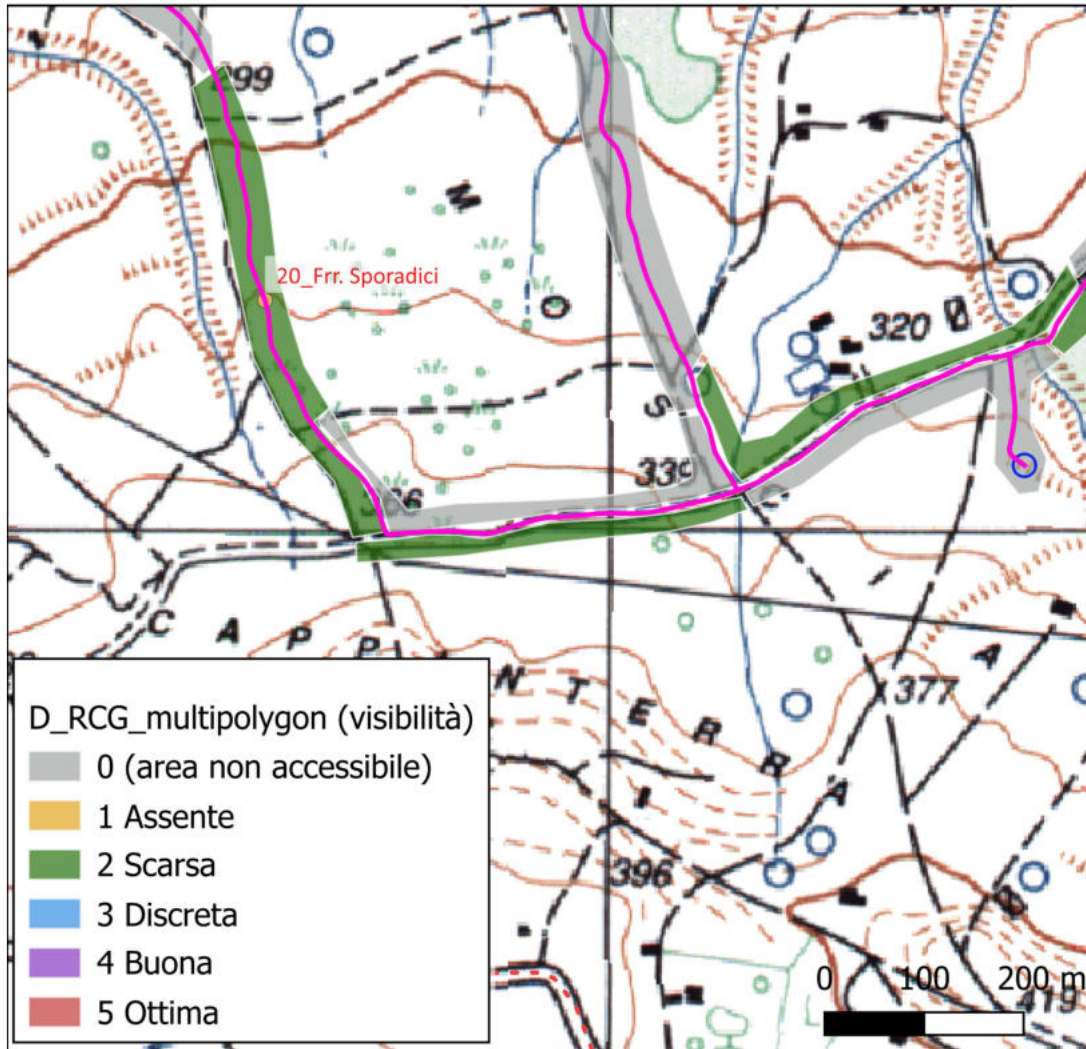 299
M
20_Frr. Sporadici
O
320
S
339
C A P P I
N T E R R A
I
À
377
396
D_RCG_multipolygon (visibilità)
0 (area non accessibile)
1 Assente
2 Scarsa
3 Discreta
4 Buona
5 Ottima
0 100 200 m
419